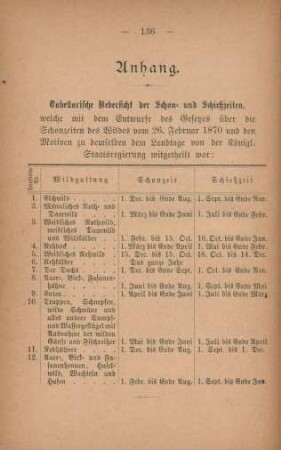 — 136 —
Anhang.
Tabellarische Uebersicht der Schon- und Schießzeiten,
welche mit dem Entwurfe des Gesetzes über die
Schonzeiten des Wildes vom 26. Februar 1870 und den
Motiven zu demselben dem Landtage von der Königl.
Staatsregierung mitgetheilt war:
Wildgattung Schonzeit Schießzeit
1. Elchwild 1. Dec. bis Ende Aug. 1. Sept. bis Ende Nov.
2. Männliches Roth- und
Damwild 1. März bis Ende Juni 1. Juli bis Ende Febr.
3. Weibliches Rothwild,
weibliches Damwild
und Wildkälber 1. Febr. bis 15. Oct. 16. Oct. bis Ende Jan.
4. Rehbock 1. März bis Ende April 1. Mai bis Ende Febr.
5. Weibliches Rehwild 15. Dec. bis 15. Oct. 16. Oct. bis 14. Dec.
6. Rehkälber Das ganze Jahr
7. Der Dachs 1. Dec. bis Ende Sept. 1. Oct. bis Ende Nov.
8. Auer-, Birk-, Fasanen-
hähne 1. Juni bis Ende Aug. 1. Sept. bis Ende Mai
9. Enten 1. April bis Ende Juni 1. Juli bis Ende März
10. Trappen, Schnepfen,
wilde Schwäne und
alles andere Sumpf-
und Wassergeflügel mit
Ausnahme der wilden
Gänse und Fischreiher 1. Mai bis Ende Juni 1. Juli bis Ende April
11. Rebhühner 1. Dec. bis Ende Aug. 1. Sept. bis 1. Dec.
12. Auer-, Birk- und Fa-
sanenhennen, Hasel-
wild, Wachteln und
Hasen 1. Febr. bis Ende Aug. 1. Sept. bis Ende Jan.